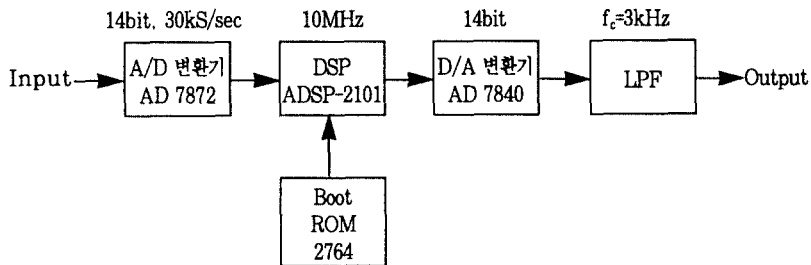 14bit, 30kS/sec
10MHz
14bit
f_c=3kHz
Input
A/D 변환기
AD 7872
DSP
ADSP-2101
D/A 변환기
AD 7840
LPF
Output
Boot
ROM
2764